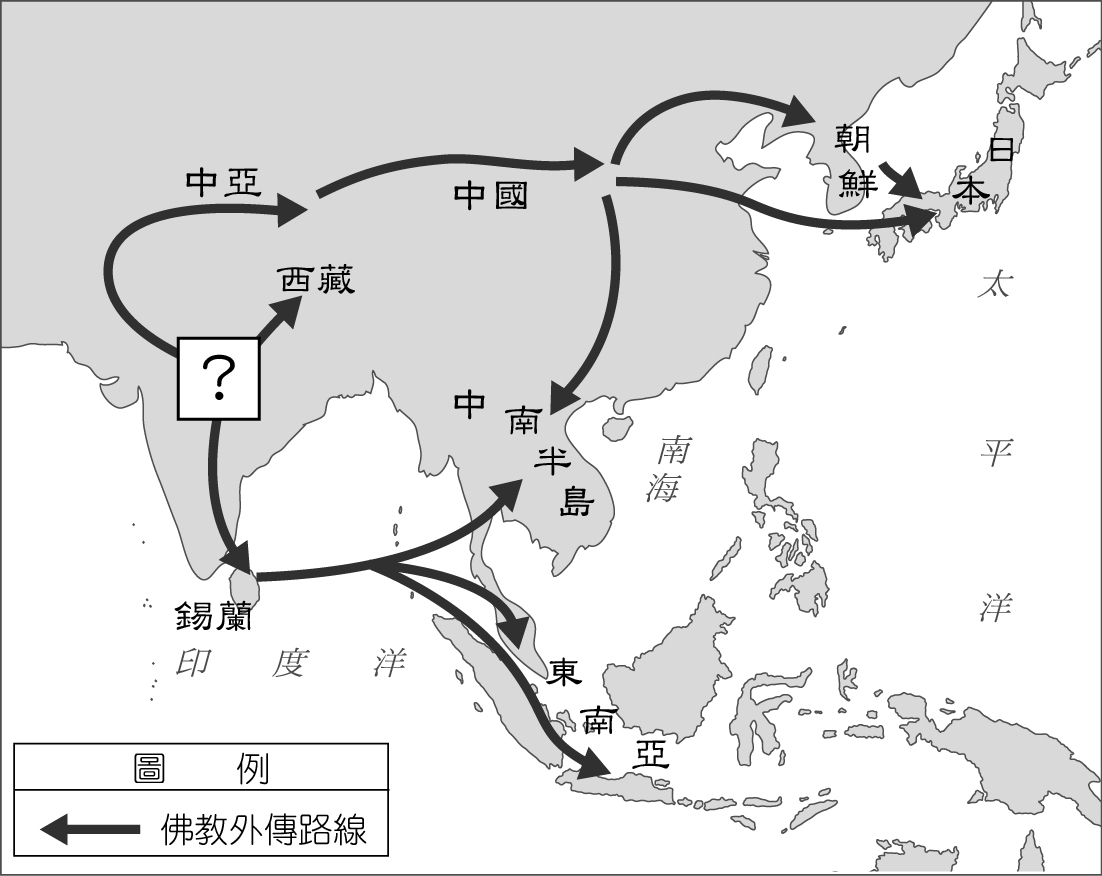 中亞
中國
朝鮮
日本
西藏
?
太平洋
中南半島
南海
錫蘭
印度洋
東南亞
圖例
佛教外傳路線